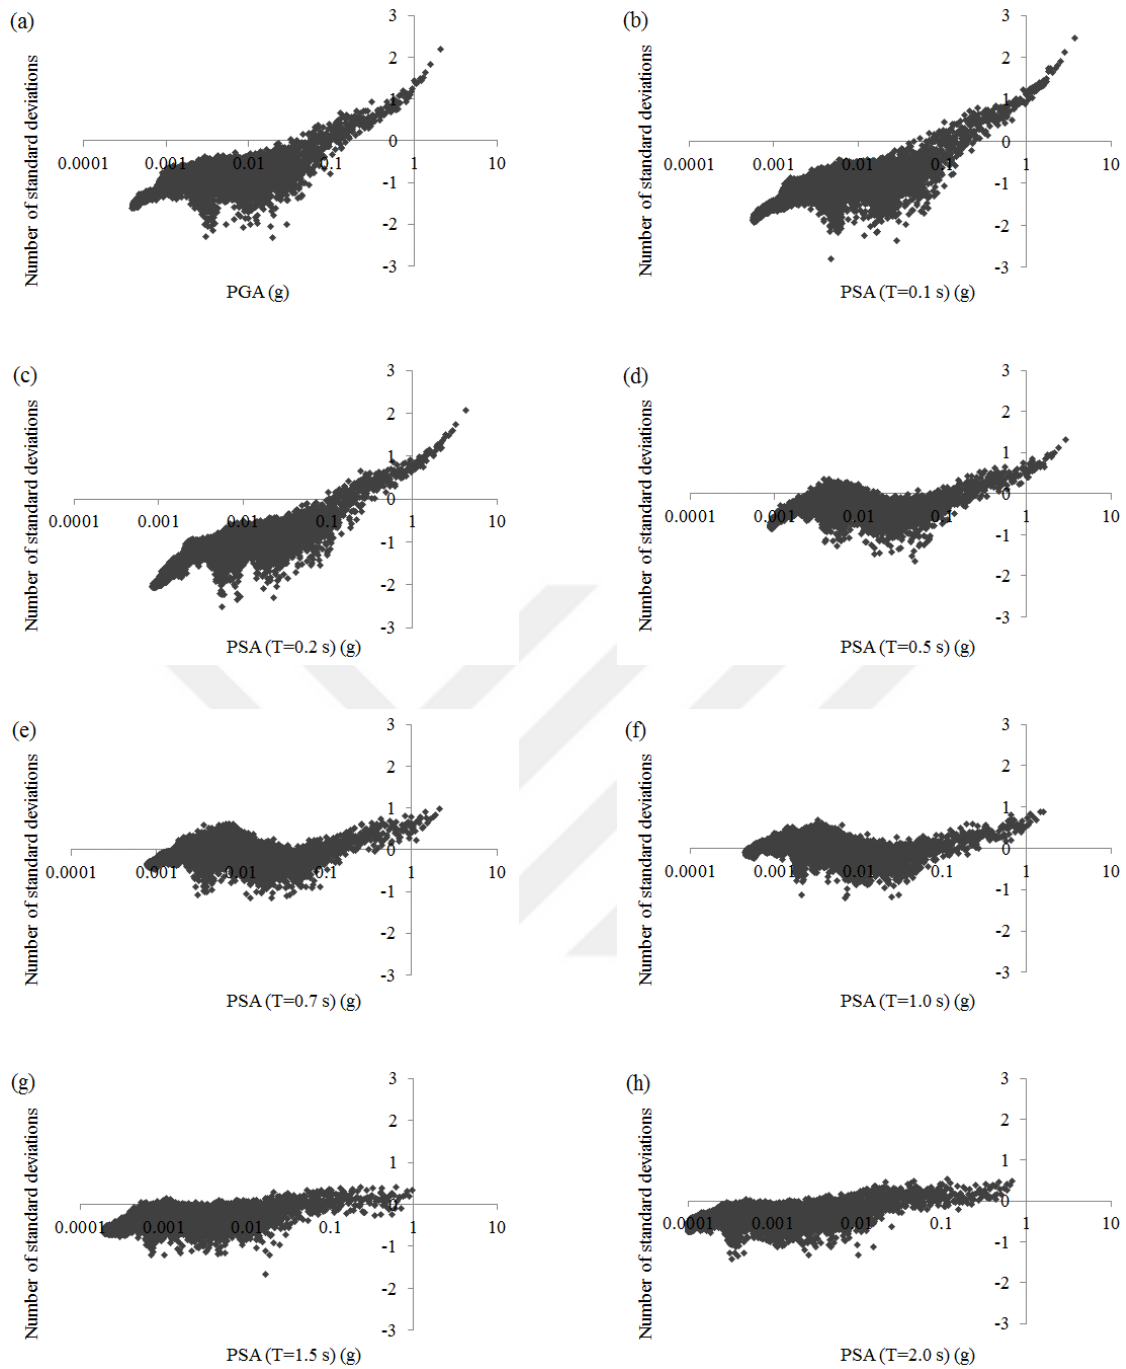 (a)
Number of standard deviations
3
2
1
0
-1
-2
-3
0.0001 0.001 0.01 0.1 1 10
PGA (g)
(b)
Number of standard deviations
3
2
1
0
-1
-2
-3
0.0001 0.001 0.01 0.1 1 10
PSA (T=0.1 s) (g)
(c)
Number of standard deviations
3
2
1
0
-1
-2
-3
0.0001 0.001 0.01 0.1 1 10
PSA (T=0.2 s) (g)
(d)
Number of standard deviations
3
2
1
0
-1
-2
-3
0.0001 0.001 0.01 0.1 1 10
PSA (T=0.5 s) (g)
(e)
Number of standard deviations
3
2
1
0
-1
-2
-3
0.0001 0.001 0.01 0.1 1 10
PSA (T=0.7 s) (g)
(f)
Number of standard deviations
3
2
1
0
-1
-2
-3
0.0001 0.001 0.01 0.1 1 10
PSA (T=1.0 s) (g)
(g)
Number of standard deviations
3
2
1
0
-1
-2
-3
0.0001 0.001 0.01 0.1 1 10
PSA (T=1.5 s) (g)
(h)
Number of standard deviations
3
2
1
0
-1
-2
-3
0.0001 0.001 0.01 0.1 1 10
PSA (T=2.0 s) (g)